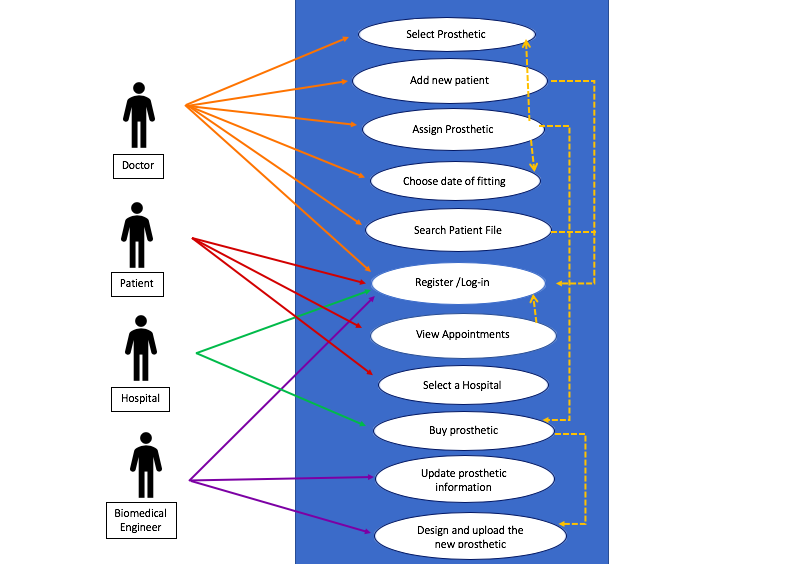 Select Prosthetic
Add new patient
Assign Prosthetic
Doctor
Choose date of fitting
Search Patient File
Patient
Register /Log-in
View Appointments
Select a Hospital
Hospital
Buy prosthetic
Update prosthetic
information
Biomedical
Engineer
Design and upload the
new prosthetic